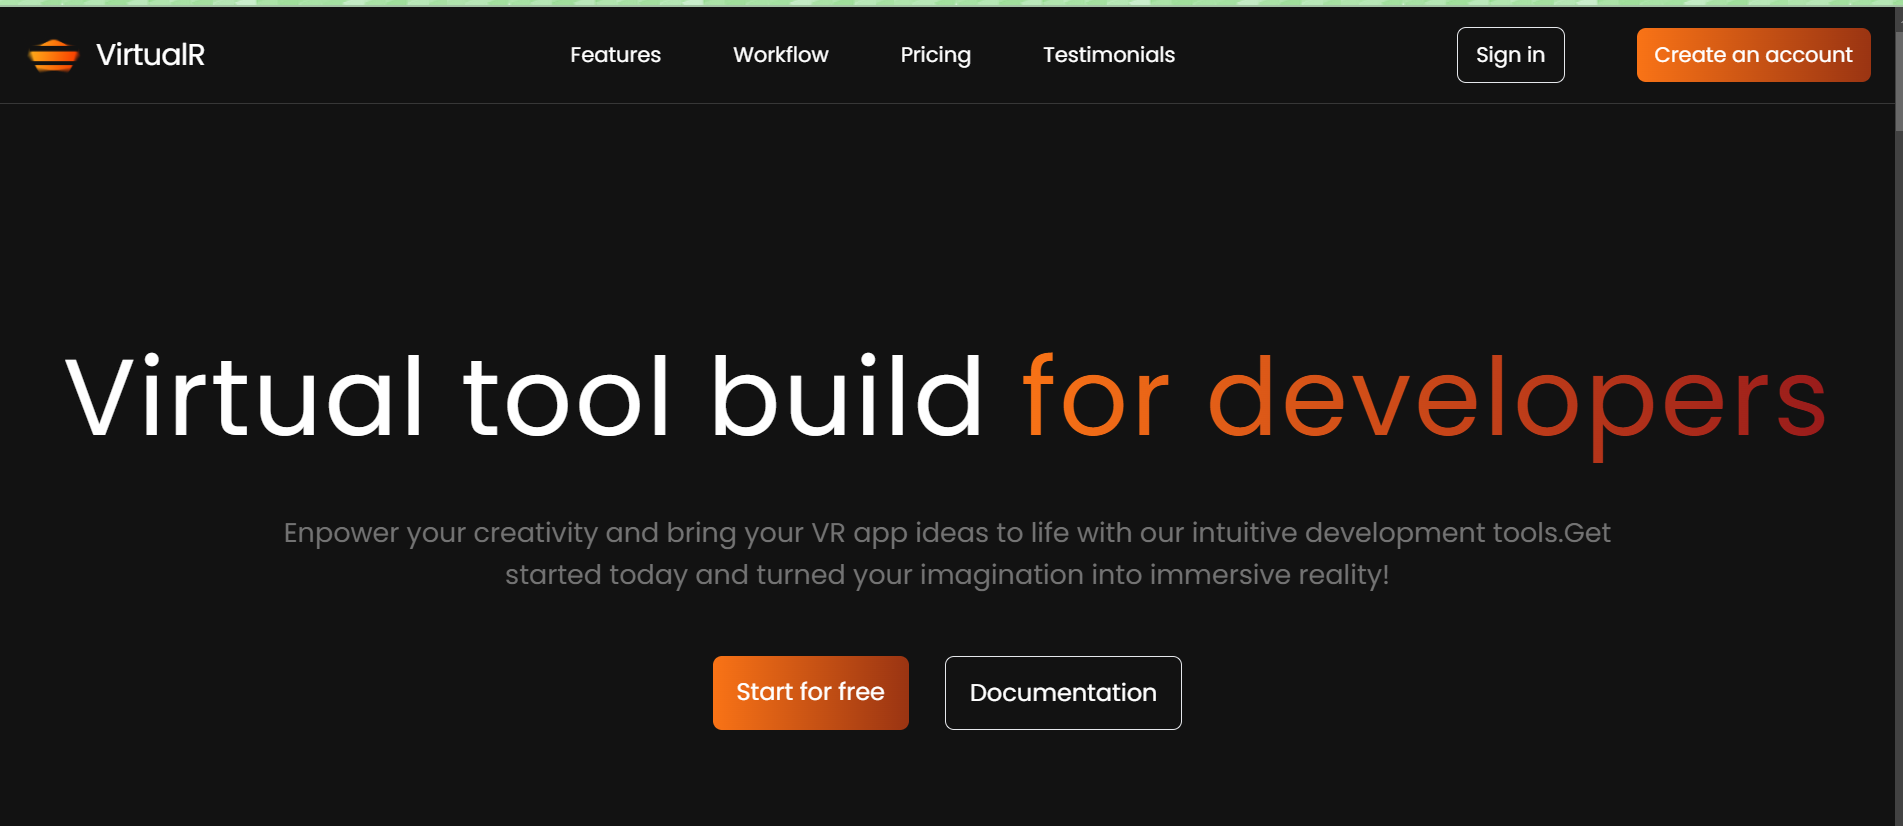 VirtualR
Features
Workflow
Pricing
Testimonials
Sign in
Create an account
Virtual tool build for developers
Enpower your creativity and bring your VR app ideas to life with our intuitive development tools.Get
started today and turned your imagination into immersive reality!
Start for free
Documentation